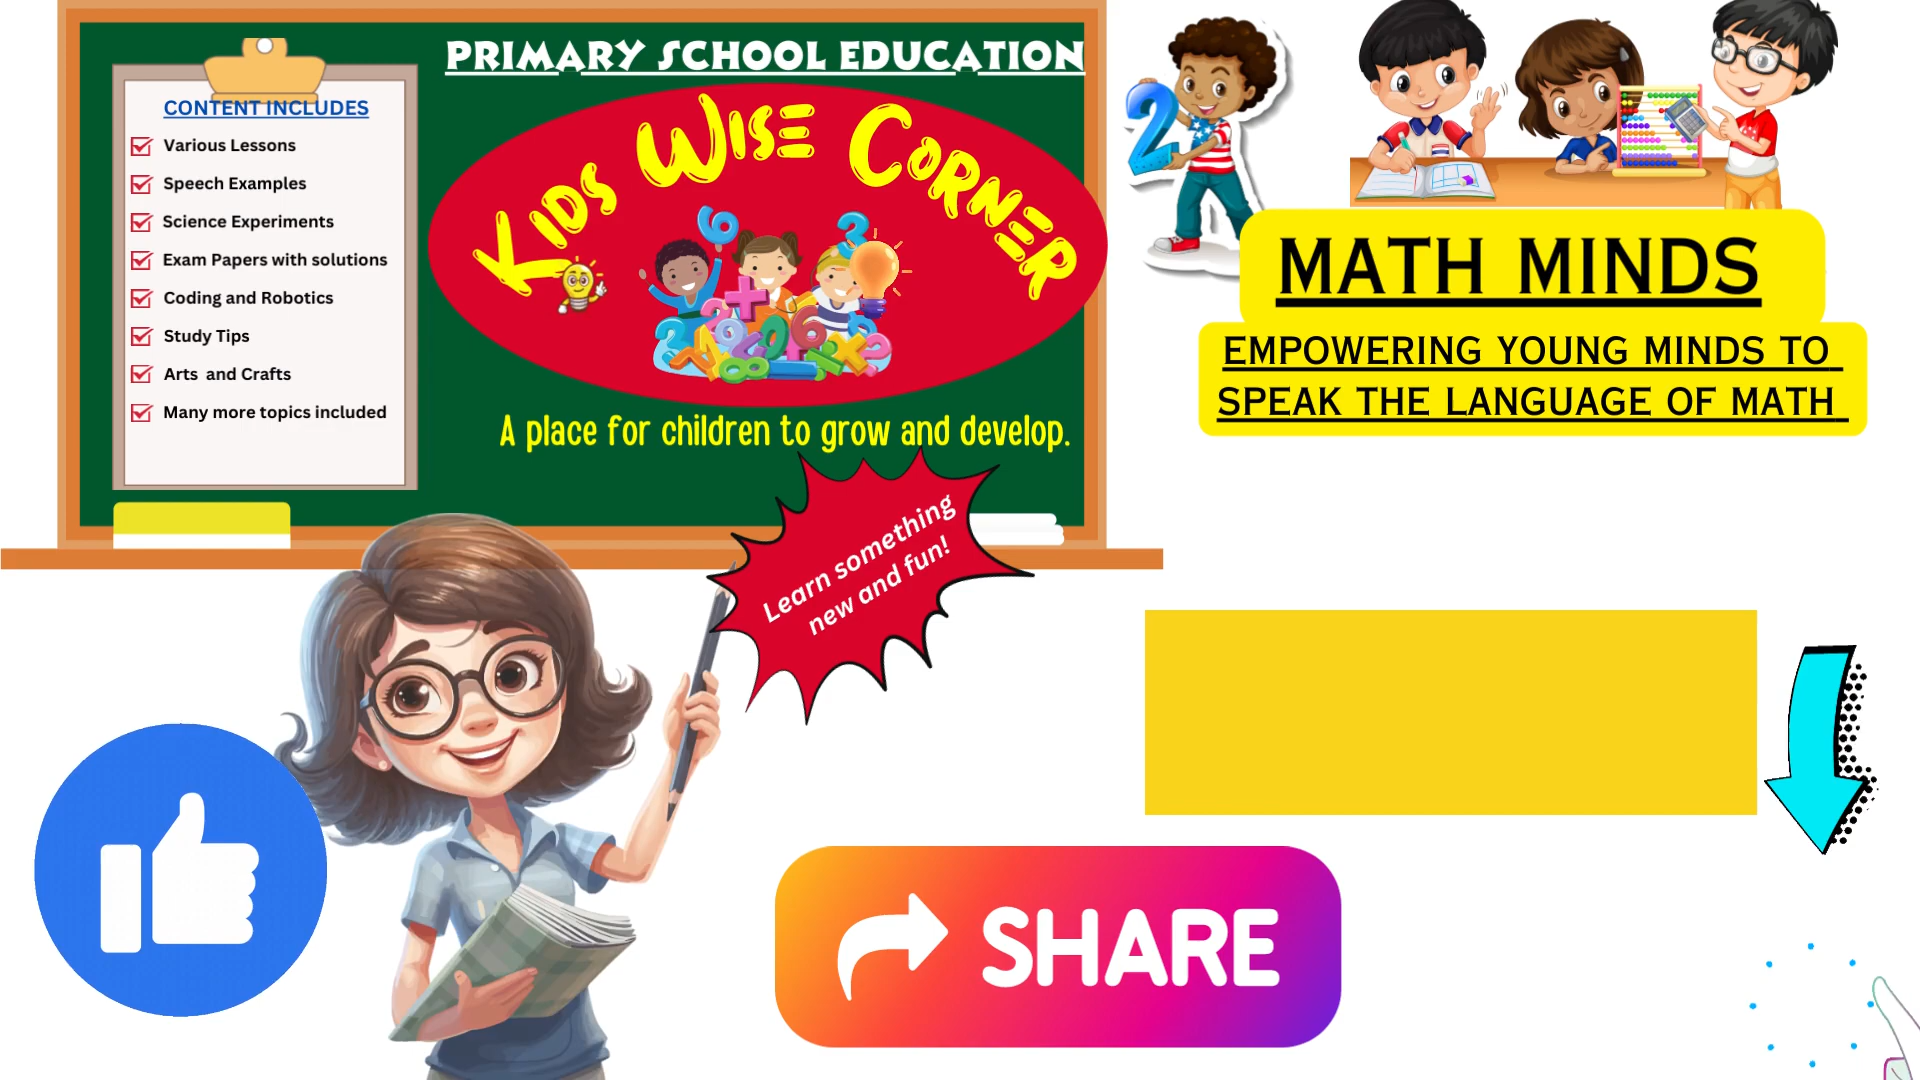 PRIMARY SCHOOL EDUCATION
CONTENT INCLUDES
Various Lessons
Speech Examples
Science Experiments
Exam Papers with solutions
Coding and Robotics
Study Tips
Arts and Crafts
Many more topics included
KIDS WISE CORNER
A place for children to grow and develop.
Learn something
new and fun!
2
MATH MINDS
EMPOWERING YOUNG MINDS TO
SPEAK THE LANGUAGE OF MATH
SHARE